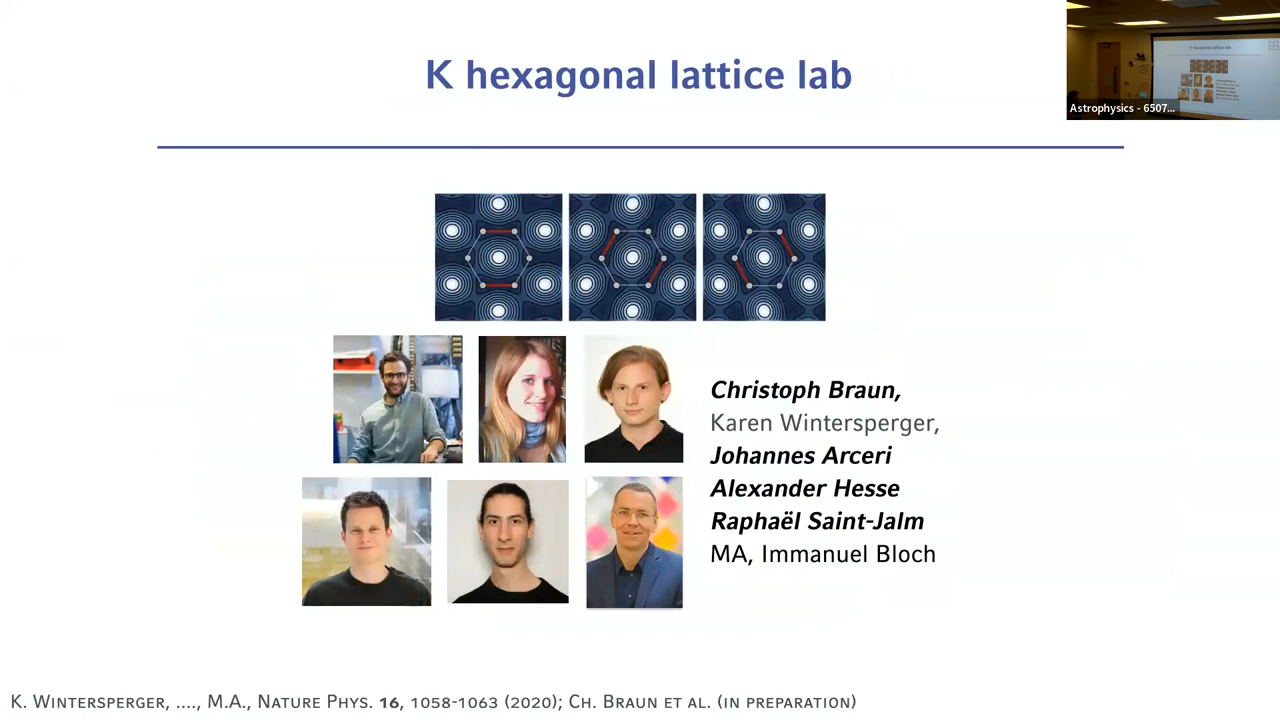 K hexagonal lattice lab
Astrophysics - 6507...
Christoph Braun,
Karen Wintersperger,
Johannes Arceri
Alexander Hesse
Raphaël Saint-Jalm
MA, Immanuel Bloch
K. Wintersperger, ...., M.A., Nature Phys. 16, 1058-1063 (2020); Ch. Braun et al. (in preparation)